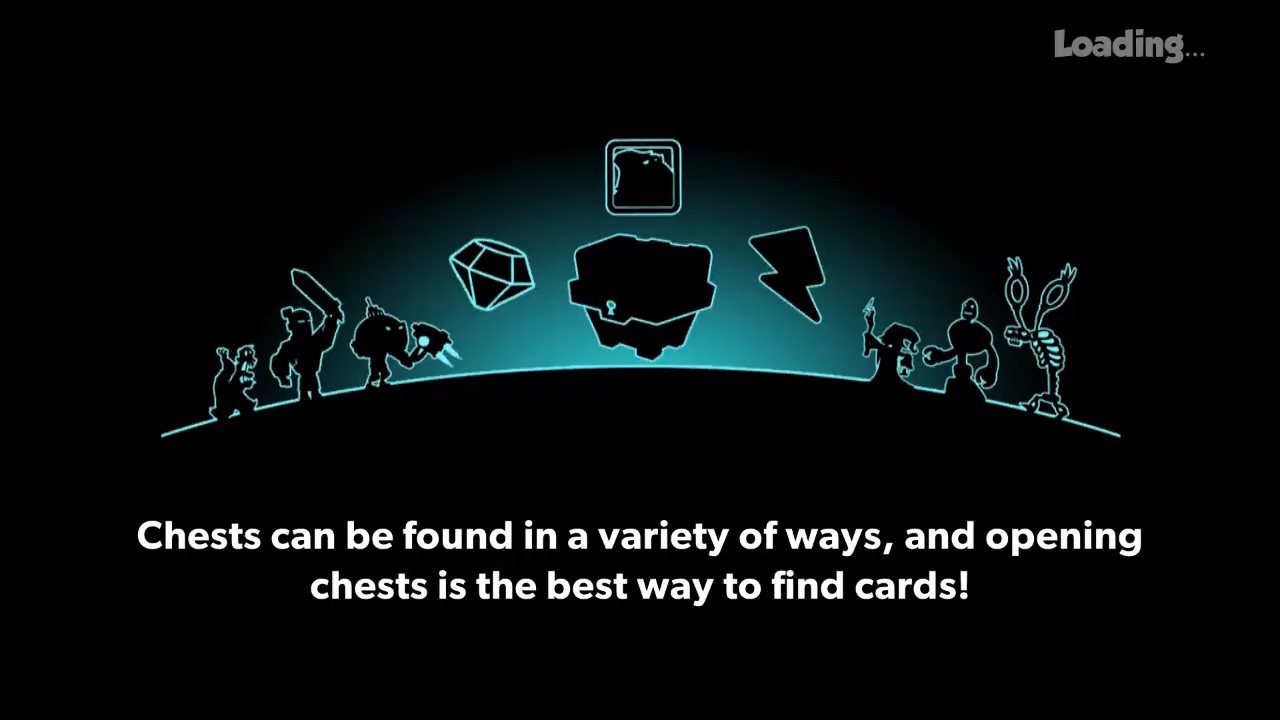 Loading...
Chests can be found in a variety of ways, and opening
chests is the best way to find cards!